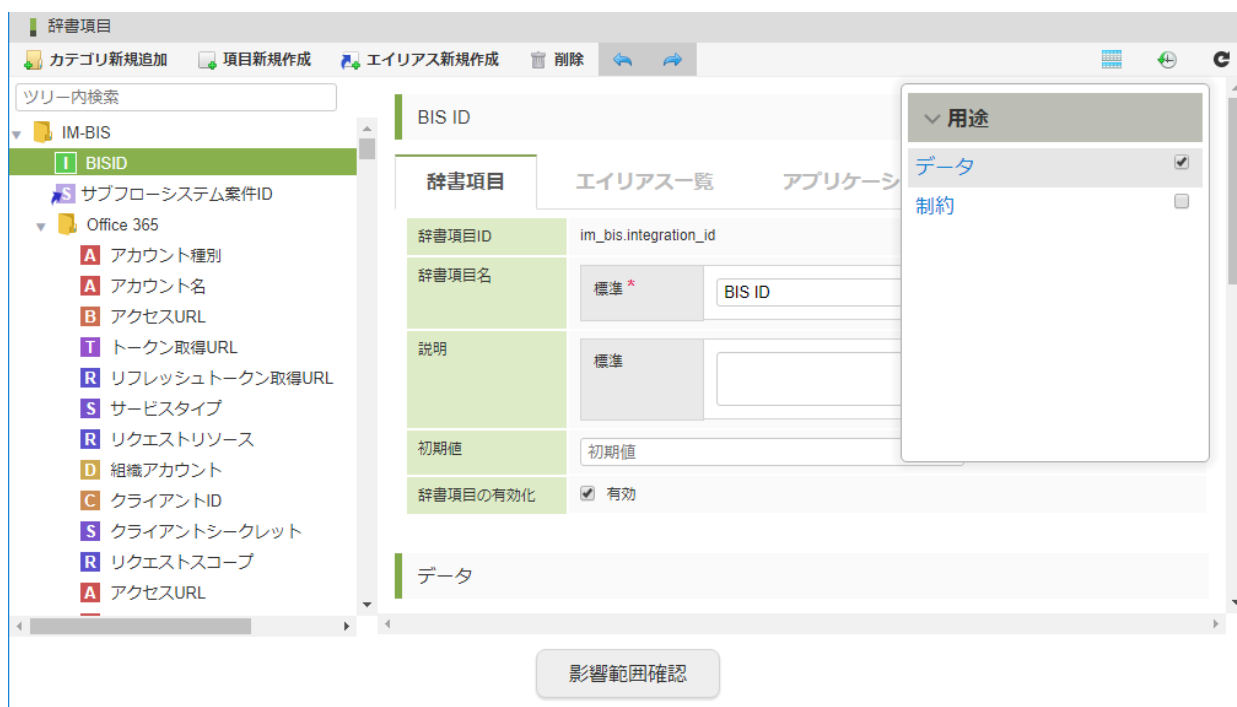 辞書項目
カテゴリ新規追加 項目新規作成 エイリアス新規作成 削除
ツリー内検索
IM-BIS
I BISID
S サブフローシステム案件ID
Office 365
A アカウント種別
A アカウント名
B アクセスURL
T トークン取得URL
R リフレッシュトークン取得URL
S サービスタイプ
R リクエストリソース
D 組織アカウント
C クライアントID
S クライアントシークレット
R リクエストスコープ
A アクセスURL
BIS ID
辞書項目 エイリアス一覧 アプリケーシ
辞書項目ID im_bis.integration_id
辞書項目名 標準 * BIS ID
説明 標準
初期値 初期値
辞書項目の有効化 有効
データ
用途
データ
制約
影響範囲確認